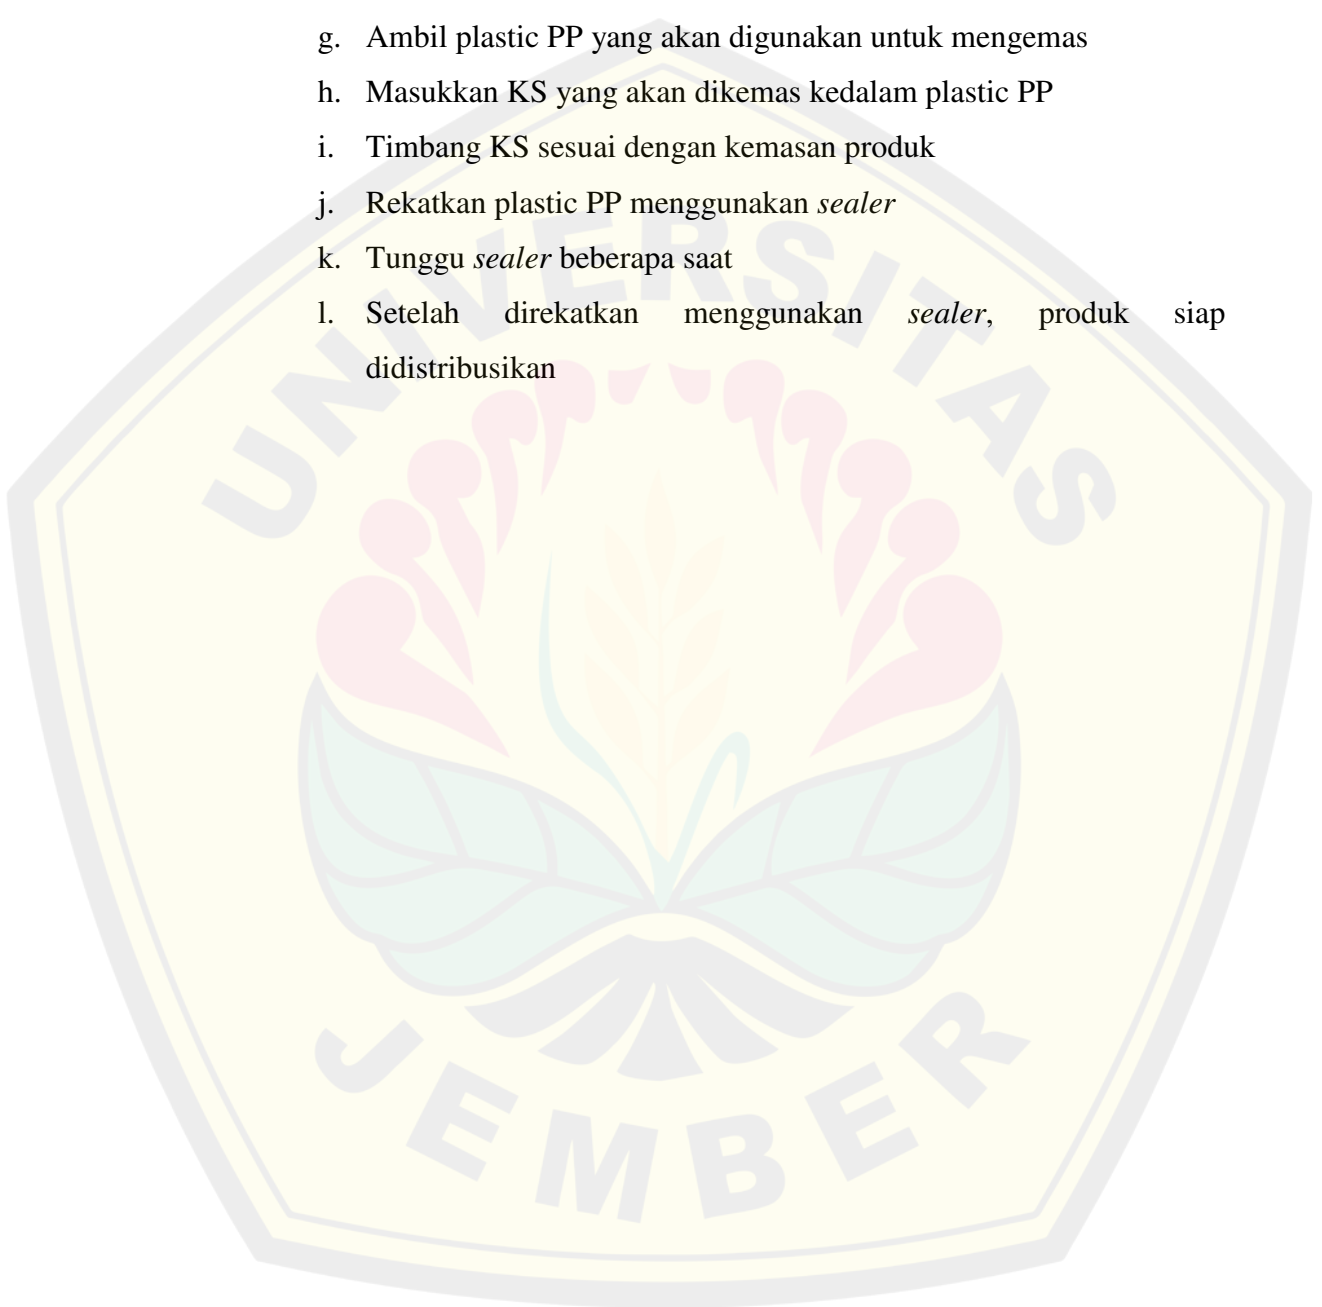 g. Ambil plastic PP yang akan digunakan untuk mengemas
h. Masukkan KS yang akan dikemas kedalam plastic PP
i. Timbang KS sesuai dengan kemasan produk
j. Rekatkan plastic PP menggunakan sealer
k. Tunggu sealer beberapa saat
l. Setelah direkatkan menggunakan sealer, produk siap
didistribusikan
UNIVERSITAS
JEMBER